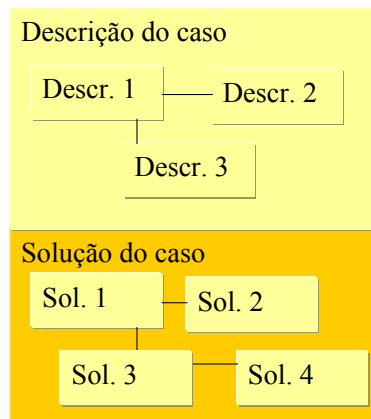 Descrição do caso
Descr. 1
Descr. 2
Descr. 3
Solução do caso
Sol. 1
Sol. 2
Sol. 3
Sol. 4